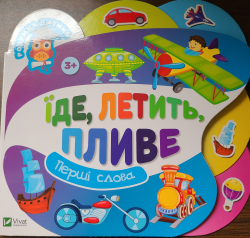 3+
ЇДЕ, ЛЕТИТЬ,
ПЛИВЕ
Перші слова
Vivat